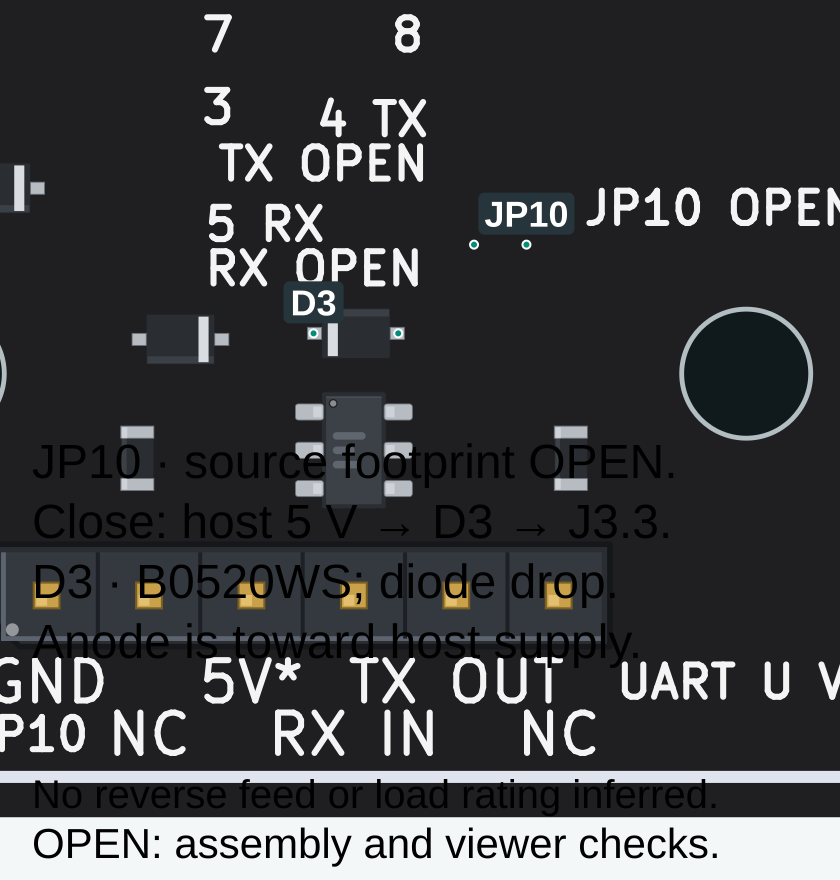 7 8
3 4 TX
TX OPEN
5 RX
JP10 JP10 OPEN
RX OPEN
D3
JP10 · source footprint OPEN.
Close: host 5 V → D3 → J3.3.
D3 · B0520WS; diode drop.
Anode is toward host supply.
GND 5V* TX OUT UART U V
P10 NC RX IN NC
No reverse feed or load rating inferred.
OPEN: assembly and viewer checks.